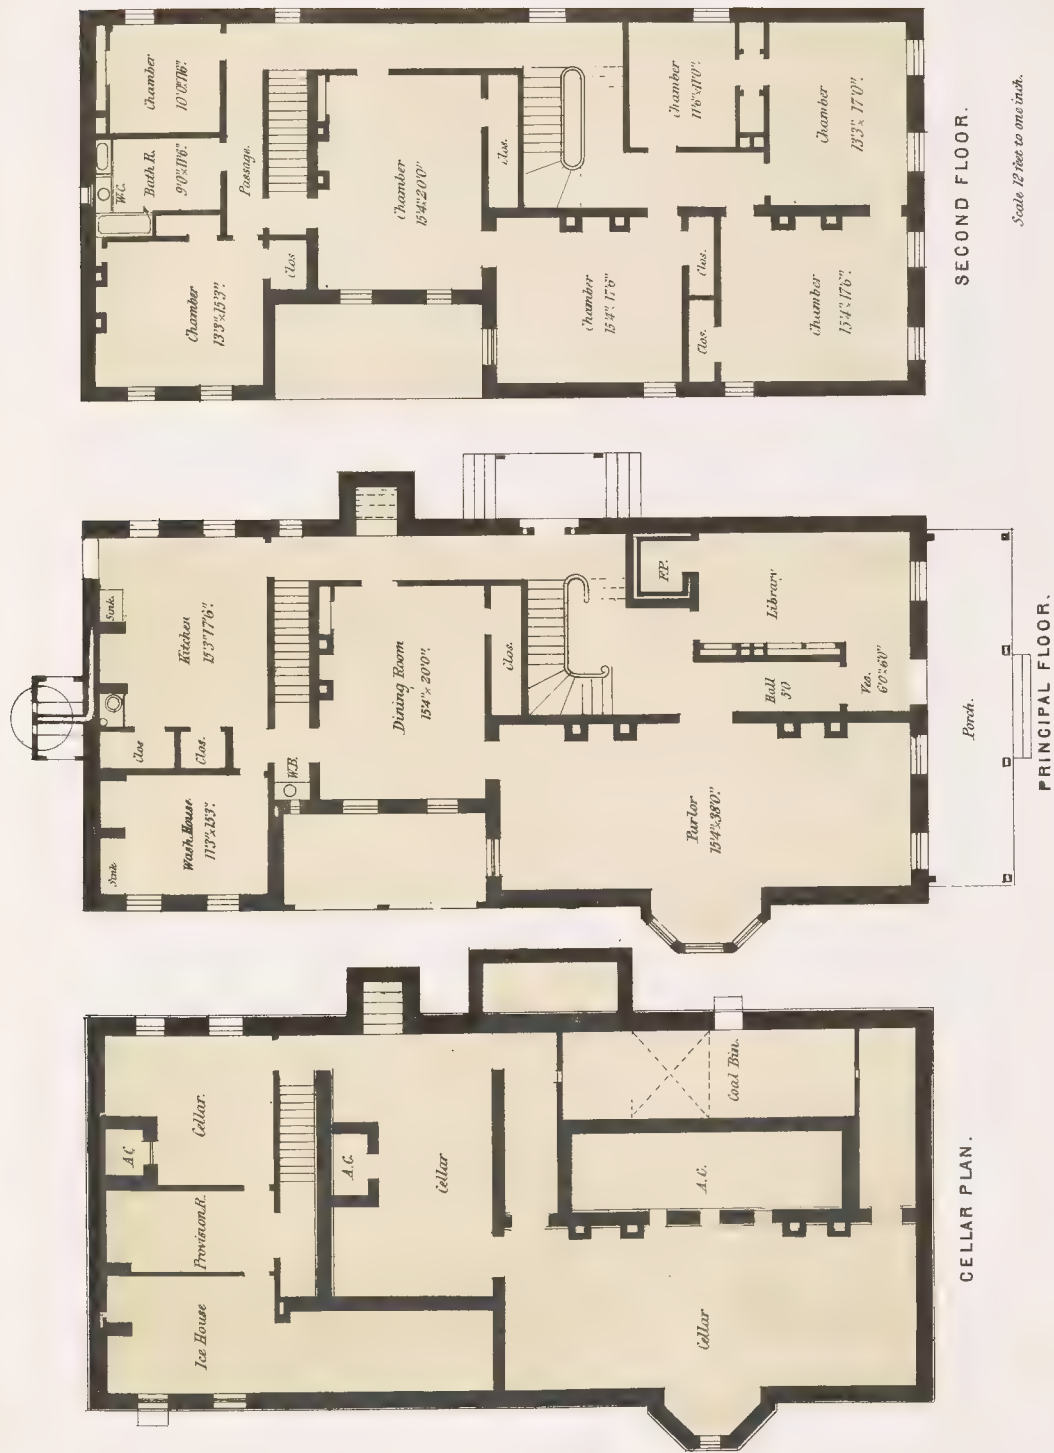 Chamber
10'0"x11'6".
W.C.
Bath R.
9'0"x11'6".
Passage.
Chamber
13'3"x15'3".
Clos
Chamber
15'4"x20'0".
Clos.
Chamber
15'4"x17'6"
Clos.
Clos.
Chamber
11'6"x11'0".
Chamber
13'3"x17'0".
Chamber
15'4"x17'6".
SECOND FLOOR.
Scale 12 feet to one inch.
Sink.
Kitchen
15'3"x17'6".
Clos
Clos.
Sink
Wash House
11'3"x15'3".
W.B.
Dining Room
15'4"x20'0".
Clos.
F.P.
Library
Hall
5'0
Ves.
6'0"x6'0"
Parlor
15'4"x38'0".
Porch.
PRINCIPAL FLOOR.
A.C
Cellar.
Provision R.
Ice House
A.C.
Cellar
Coal Bin.
A.C.
Cellar
CELLAR PLAN.